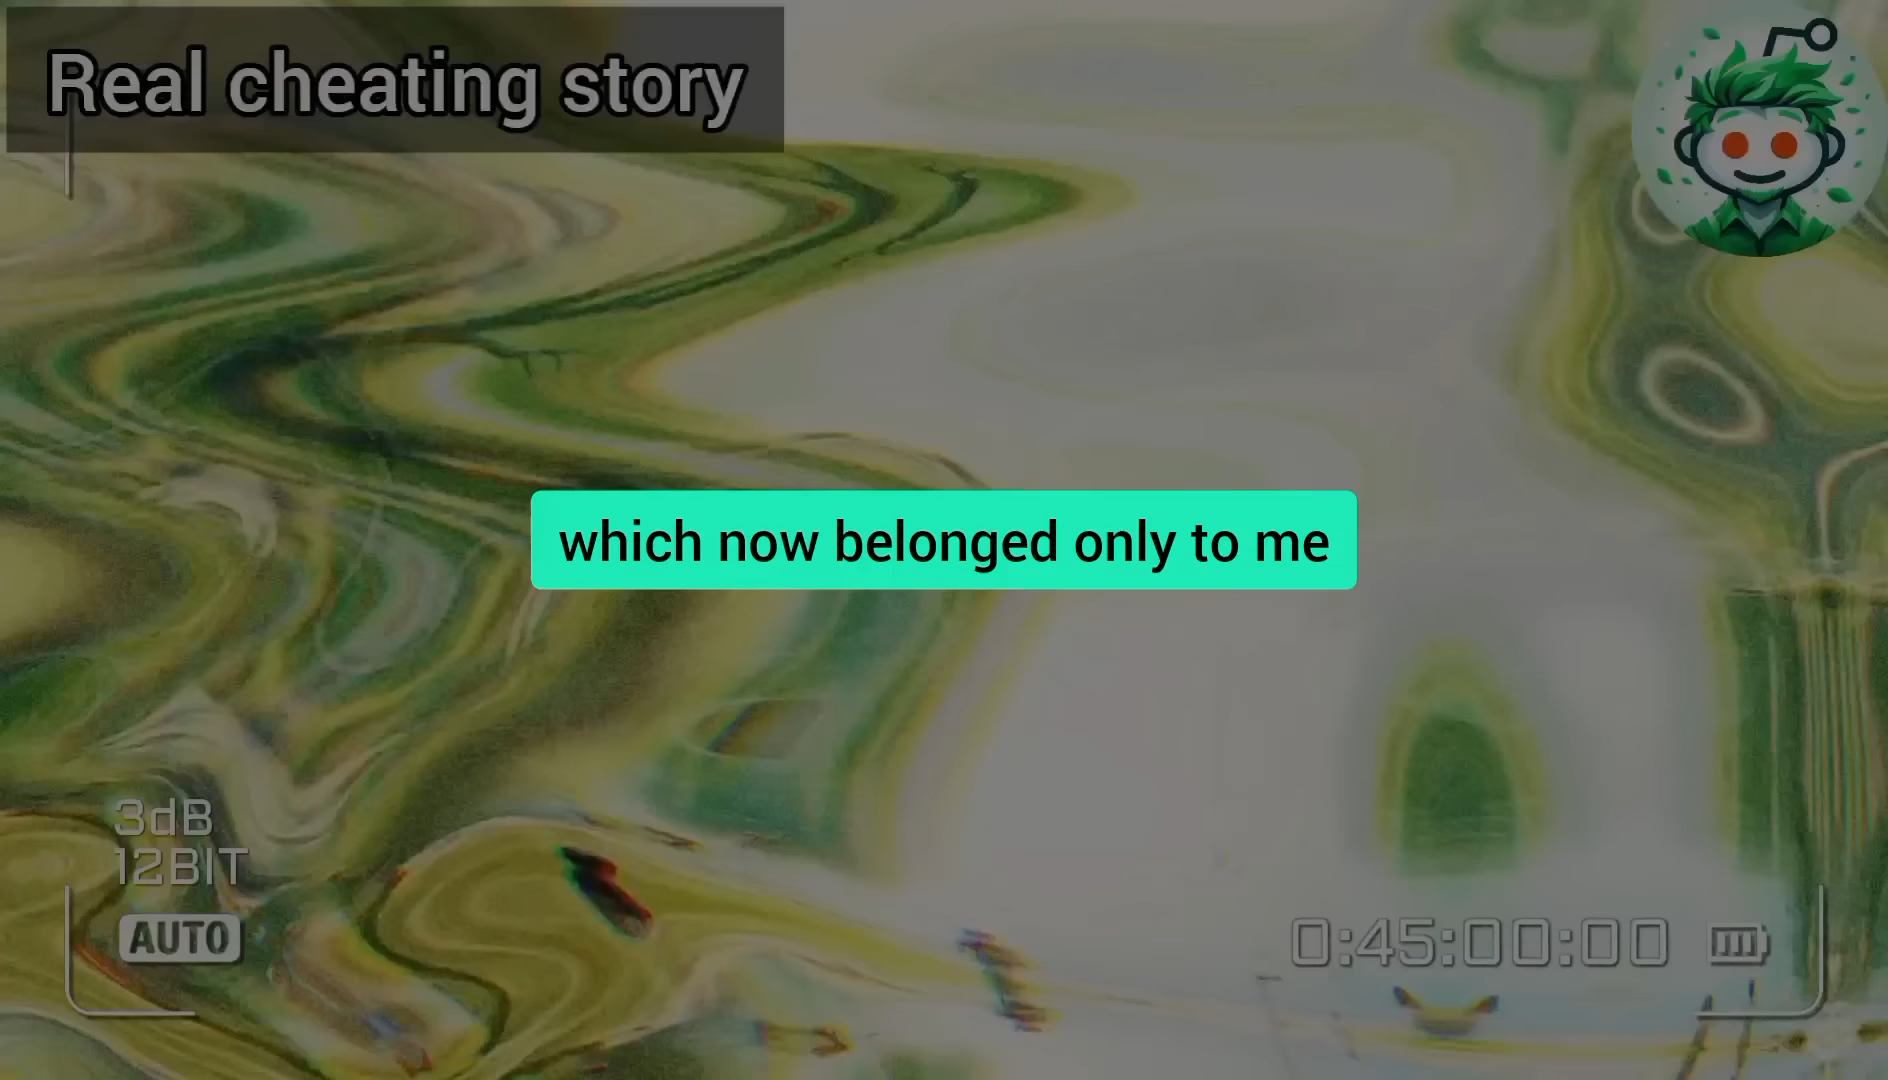 Real cheating story
which now belonged only to me
3dB
12BIT
AUTO
0:45:00:00